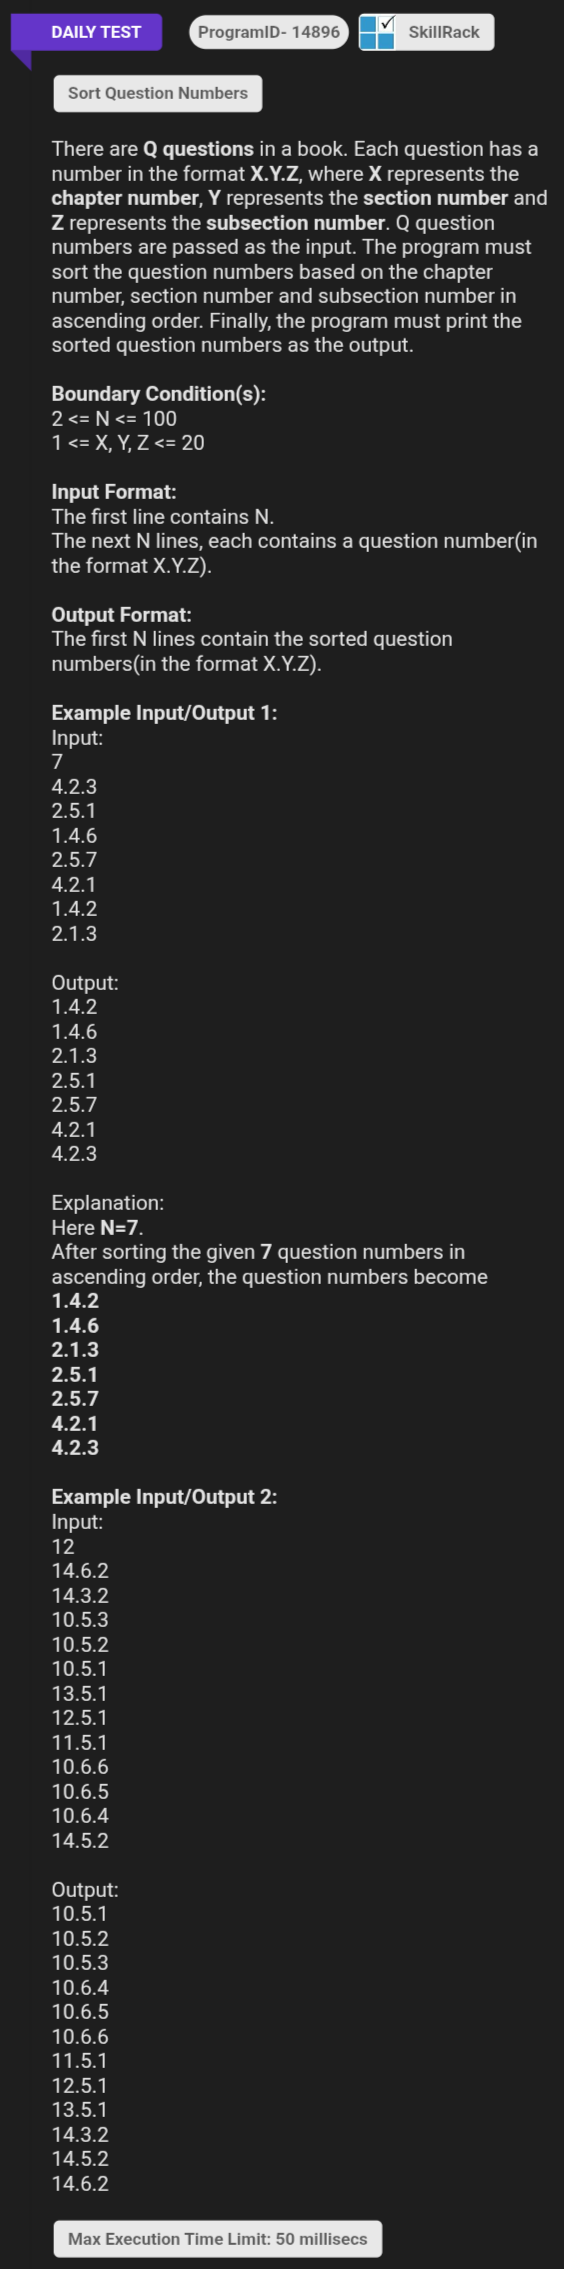 DAILY TEST
ProgramID- 14896
SkillRack
Sort Question Numbers
There are Q questions in a book. Each question has a
number in the format X.Y.Z, where X represents the
chapter number, Y represents the section number and
Z represents the subsection number. Q question
numbers are passed as the input. The program must
sort the question numbers based on the chapter
number, section number and subsection number in
ascending order. Finally, the program must print the
sorted question numbers as the output.
Boundary Condition(s):
2 <= N <= 100
1 <= X, Y, Z <= 20
Input Format:
The first line contains N.
The next N lines, each contains a question number(in
the format X.Y.Z).
Output Format:
The first N lines contain the sorted question
numbers(in the format X.Y.Z).
Example Input/Output 1:
Input:
7
4.2.3
2.5.1
1.4.6
2.5.7
4.2.1
1.4.2
2.1.3
Output:
1.4.2
1.4.6
2.1.3
2.5.1
2.5.7
4.2.1
4.2.3
Explanation:
Here N=7.
After sorting the given 7 question numbers in
ascending order, the question numbers become
1.4.2
1.4.6
2.1.3
2.5.1
2.5.7
4.2.1
4.2.3
Example Input/Output 2:
Input:
12
14.6.2
14.3.2
10.5.3
10.5.2
10.5.1
13.5.1
12.5.1
11.5.1
10.6.6
10.6.5
10.6.4
14.5.2
Output:
10.5.1
10.5.2
10.5.3
10.6.4
10.6.5
10.6.6
11.5.1
12.5.1
13.5.1
14.3.2
14.5.2
14.6.2
Max Execution Time Limit: 50 millisecs